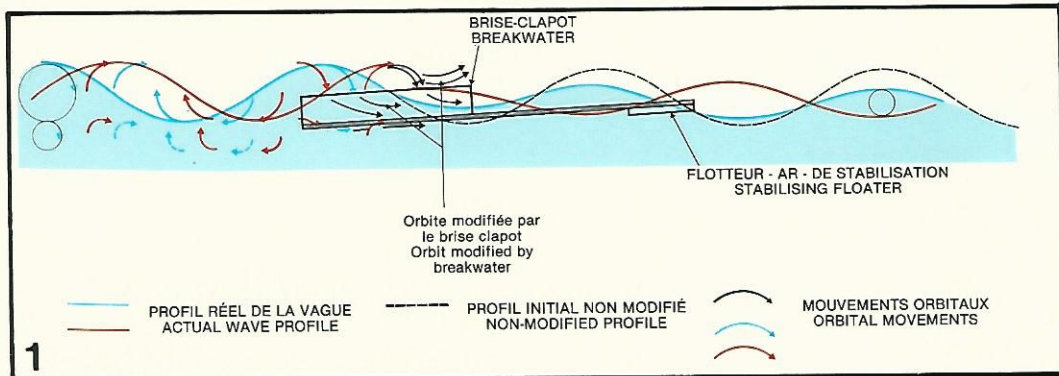 BRISE-CLAPOT
BREAKWATER
FLOTTEUR - AR - DE STABILISATION
STABILISING FLOATER
Orbite modifiée par
le brise clapot
Orbit modified by
breakwater
PROFIL RÉEL DE LA VAGUE
ACTUAL WAVE PROFILE
PROFIL INITIAL NON MODIFIÉ
NON-MODIFIED PROFILE
MOUVEMENTS ORBITAUX
ORBITAL MOVEMENTS
1